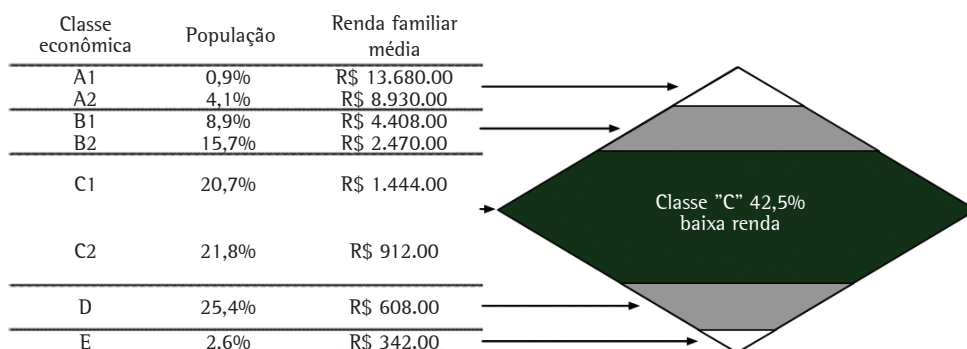 Classe econômica População Renda familiar média
A1 0,9% R$ 13.680.00
A2 4,1% R$ 8.930.00
B1 8,9% R$ 4.408.00
B2 15,7% R$ 2.470.00
C1 20,7% R$ 1.444.00
Classe "C" 42,5%
baixa renda
C2 21,8% R$ 912.00
D 25,4% R$ 608.00
E 2.6% R$ 342.00